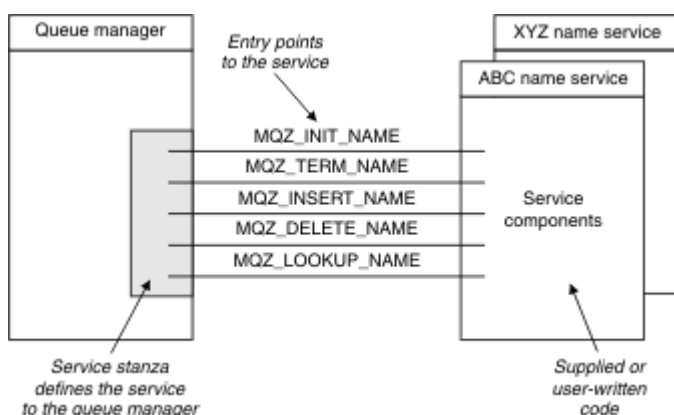 Queue manager
Entry points
to the service
XYZ name service
ABC name service
MQZ_INIT_NAME
MQZ_TERM_NAME
MQZ_INSERT_NAME
MQZ_DELETE_NAME
MQZ_LOOKUP_NAME
Service
components
Service stanza
defines the service
to the queue manager
Supplied or
user-written
code